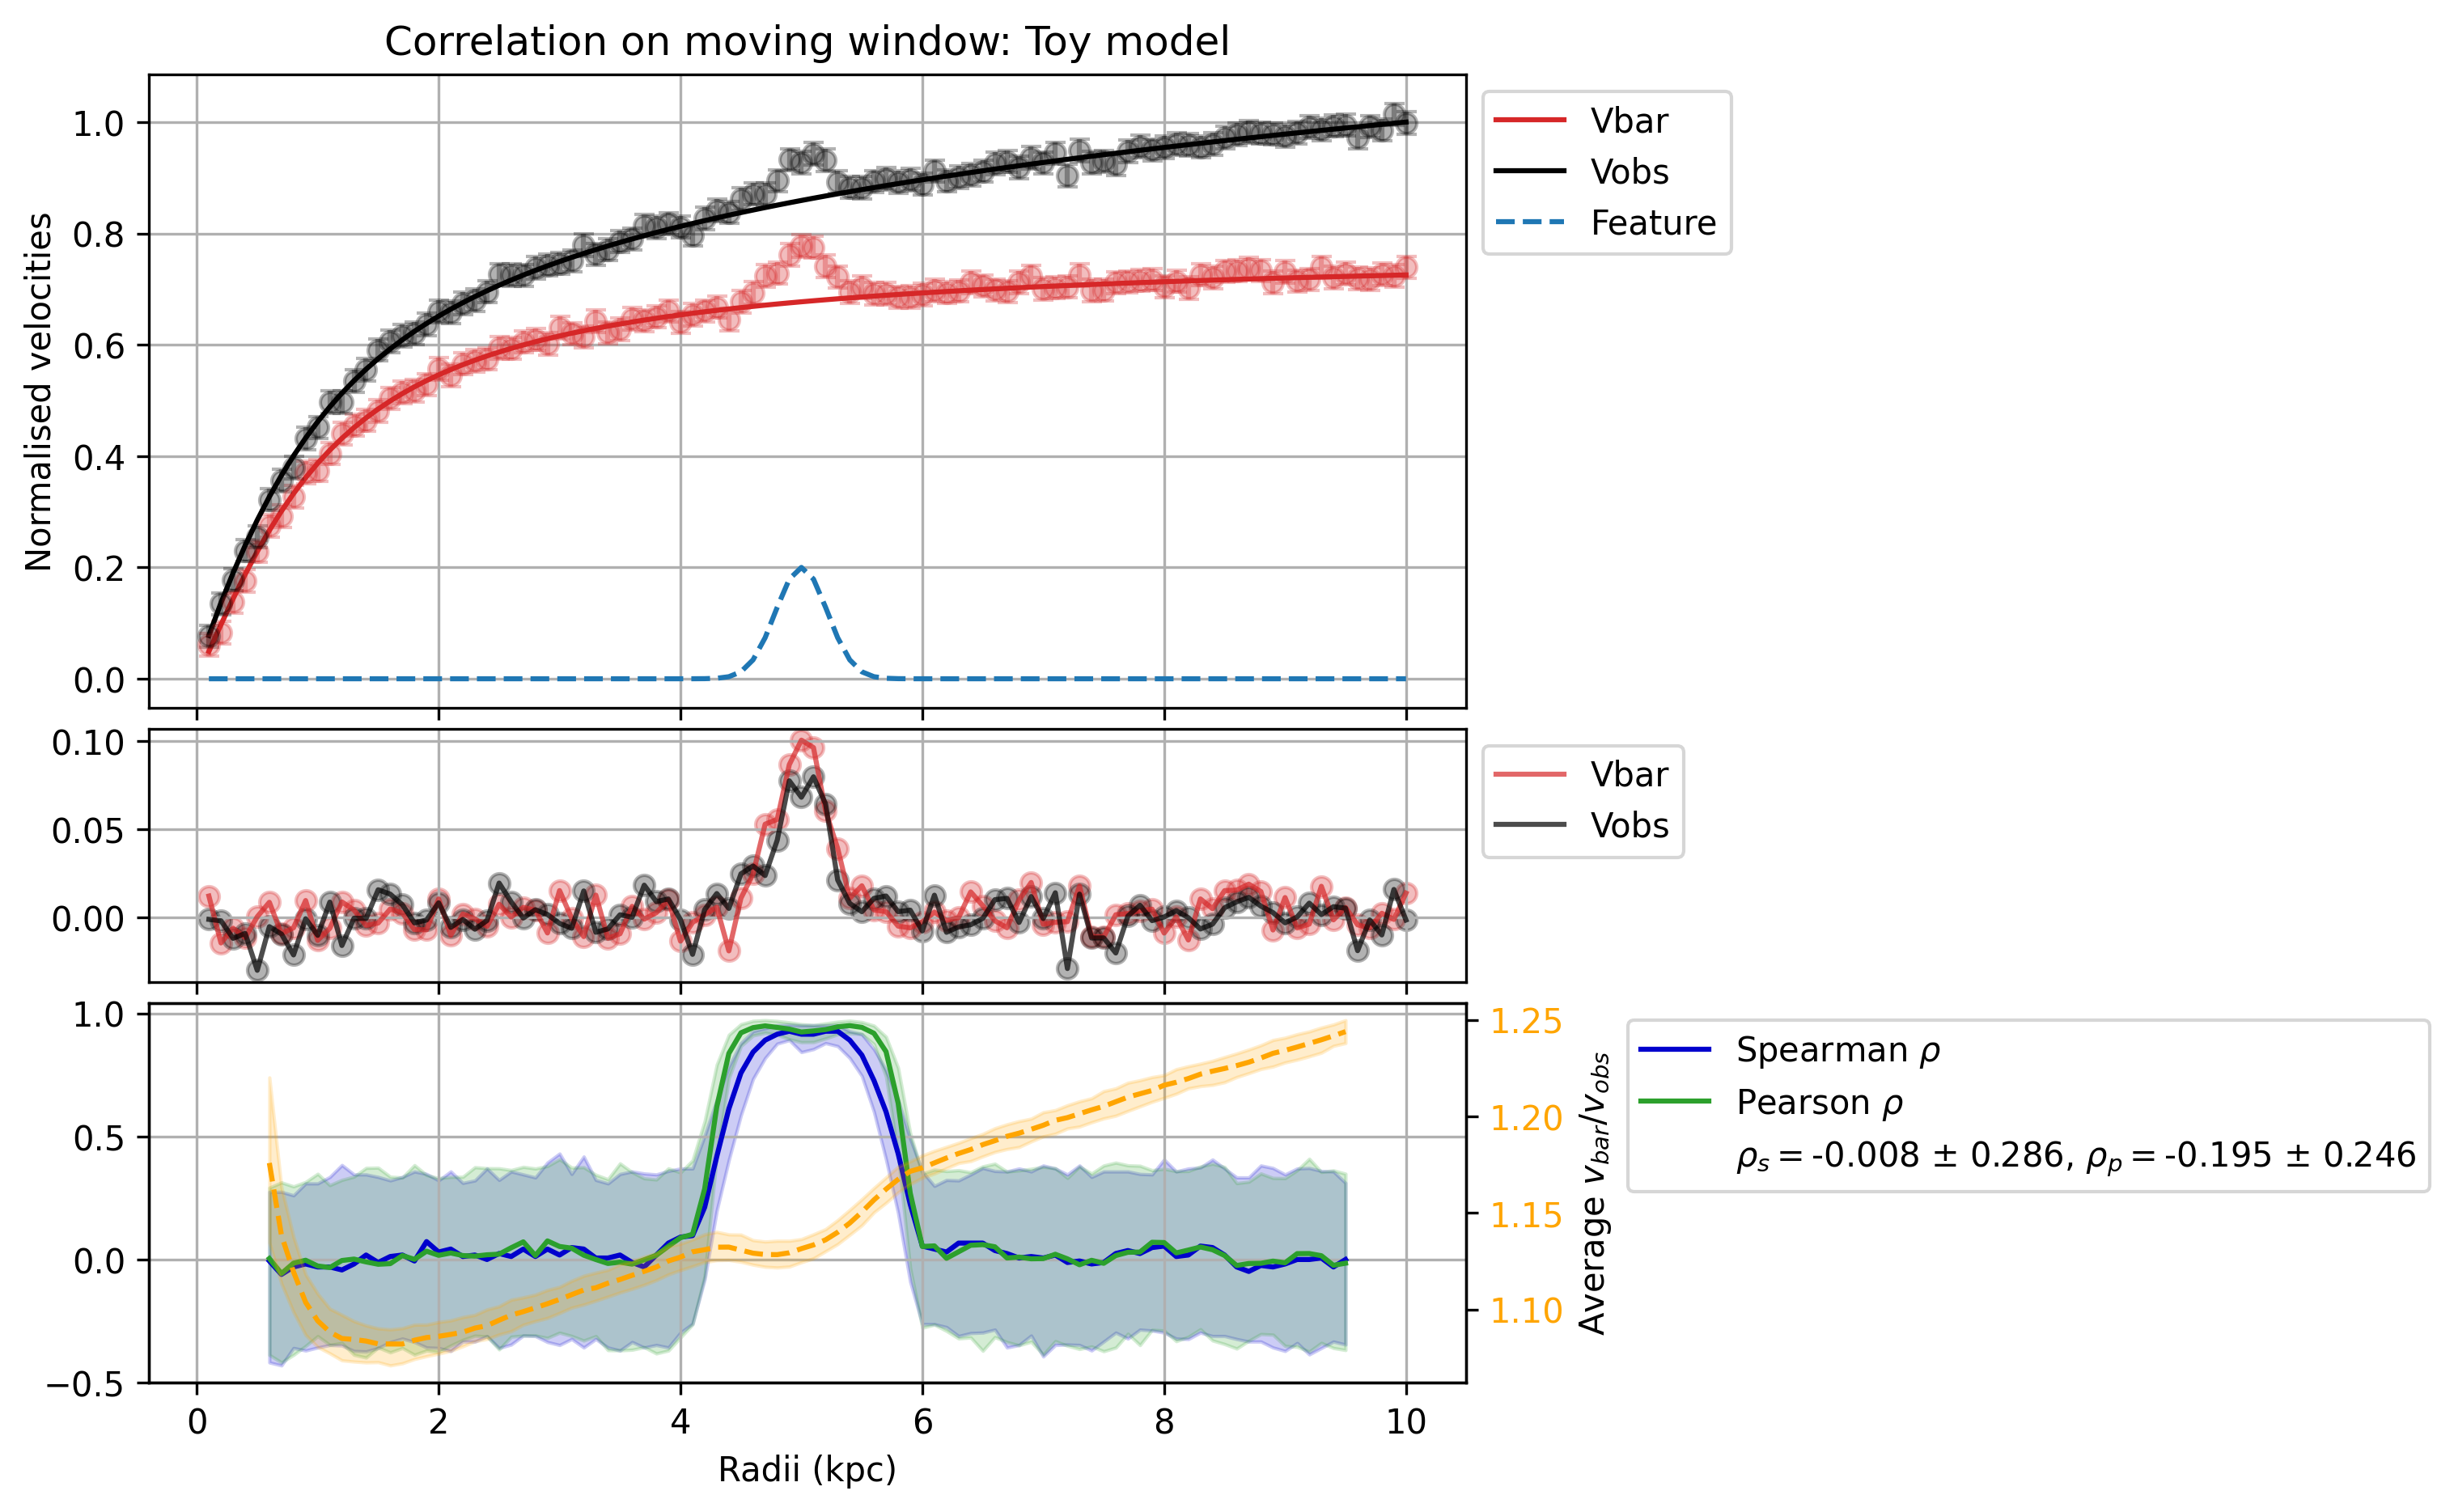 Correlation on moving window: Toy model
Normalised velocities
1.0
0.8
0.6
0.4
0.2
0.0
Vbar
Vobs
Feature
0.10
0.05
0.00
Vbar
Vobs
1.0
0.5
0.0
−0.5
1.25
1.20
1.15
1.10
Average v_bar/v_obs
Spearman ρ
Pearson ρ
ρ_s = -0.008 ± 0.286, ρ_p = -0.195 ± 0.246
0 2 4 6 8 10
Radii (kpc)